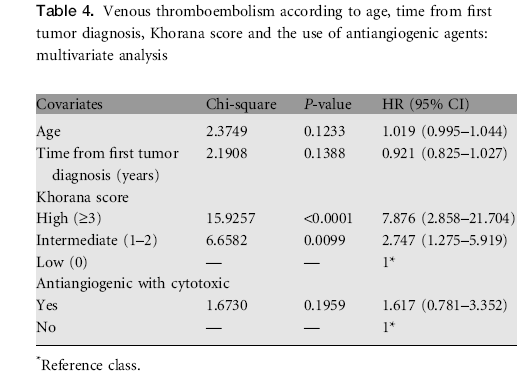 Table 4. Venous thromboembolism according to age, time from first
tumor diagnosis, Khorana score and the use of antiangiogenic agents:
multivariate analysis
Covariates Chi-square P-value HR (95% CI)
Age 2.3749 0.1233 1.019 (0.995–1.044)
Time from first tumor 2.1908 0.1388 0.921 (0.825–1.027)
diagnosis (years)
Khorana score
High (≥3) 15.9257 <0.0001 7.876 (2.858–21.704)
Intermediate (1–2) 6.6582 0.0099 2.747 (1.275–5.919)
Low (0) — — 1*
Antiangiogenic with cytotoxic
Yes 1.6730 0.1959 1.617 (0.781–3.352)
No — — 1*
*Reference class.